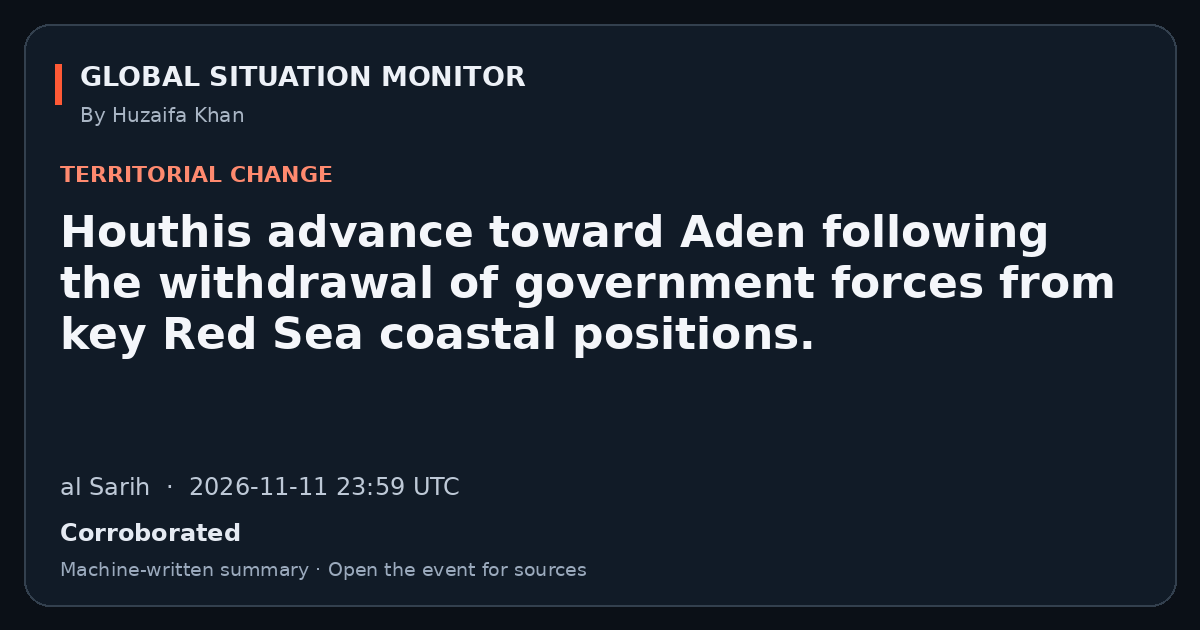 GLOBAL SITUATION MONITOR
By Huzaifa Khan
TERRITORIAL CHANGE
Houthis advance toward Aden following
the withdrawal of government forces from
key Red Sea coastal positions.
al Sarih · 2026-11-11 23:59 UTC
Corroborated
Machine-written summary · Open the event for sources